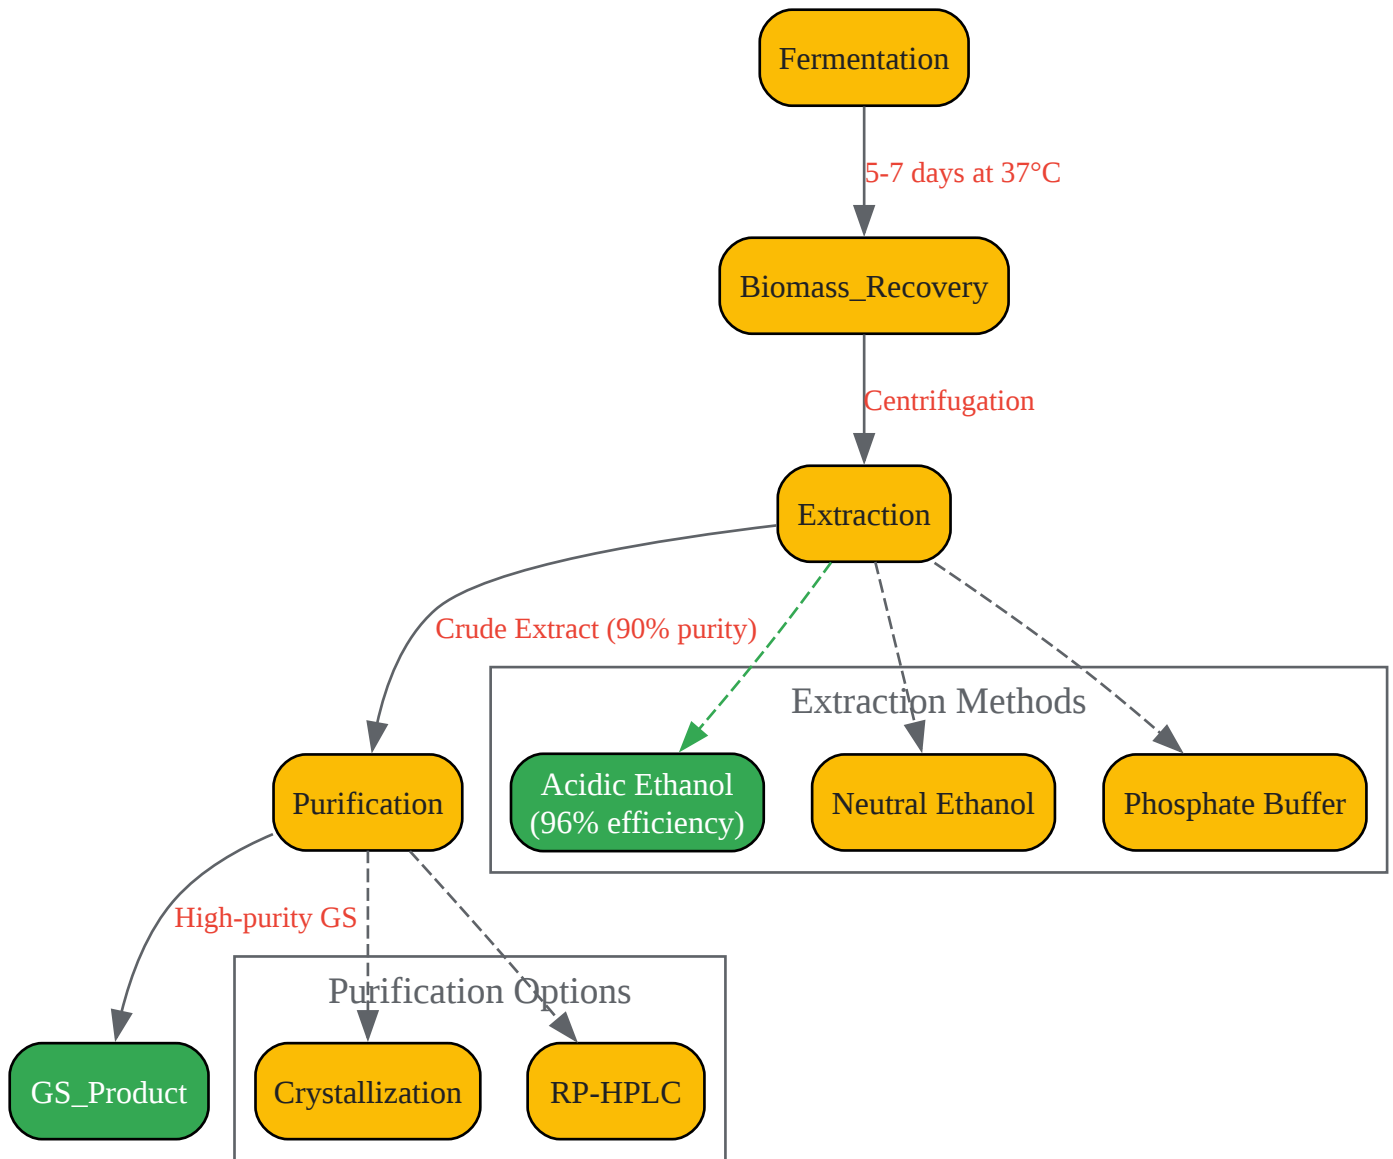 Fermentation
5-7 days at 37°C
Biomass_Recovery
Centrifugation
Extraction
Crude Extract (90% purity)
Extraction Methods
Acidic Ethanol
(96% efficiency)
Neutral Ethanol
Phosphate Buffer
Purification
High-purity GS
Purification Options
GS_Product
Crystallization
RP-HPLC